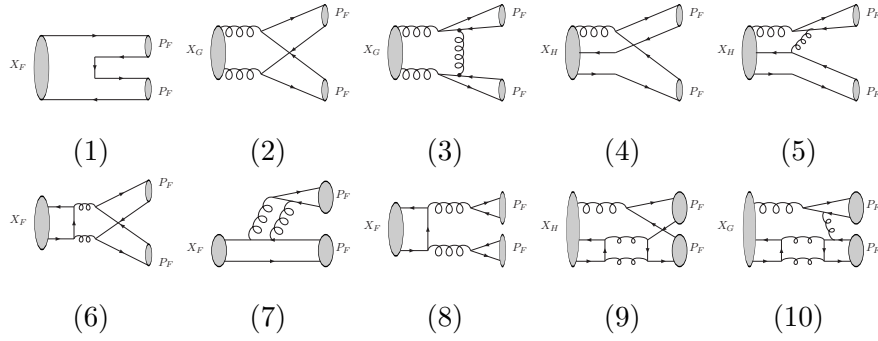 P_F P_F P_F P_F P_F
X_F X_G X_G X_H X_H
P_F P_F P_F P_F P_F
(1) (2) (3) (4) (5)
P_F P_F P_F P_F P_F
X_F X_F X_F X_H X_G
P_F P_F P_F P_F P_F
(6) (7) (8) (9) (10)